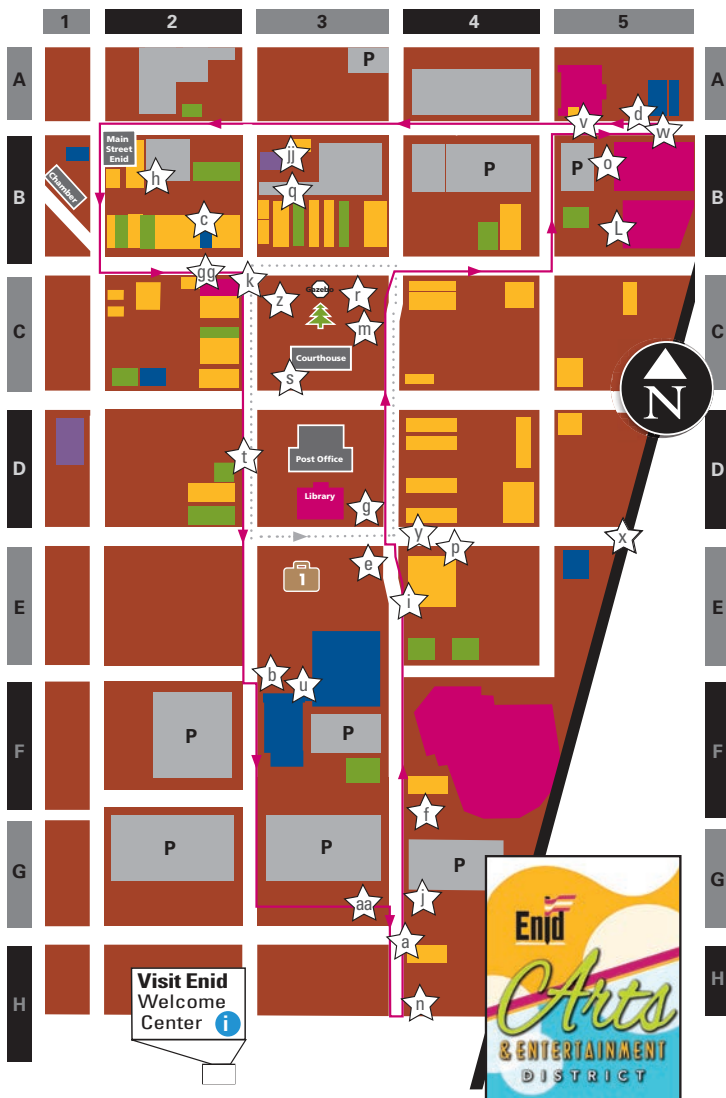 1 2 3 4 5
A
P
A
d
v
w
Main
Street
Enid
jj
P
P
o
h
B
B
Chamber
q
c
L
gg
k
z
Gazebo
r
m
C
C
Courthouse
s
N
t
Post Office
D
D
Library
g
y
p
x
e
1
E
E
i
b
u
P
P
F
F
f
P
P
P
G
G
aa
j
a
Enid
Arts
& ENTERTAINMENT
DISTRICT
H
H
n
Visit Enid
Welcome
Center i